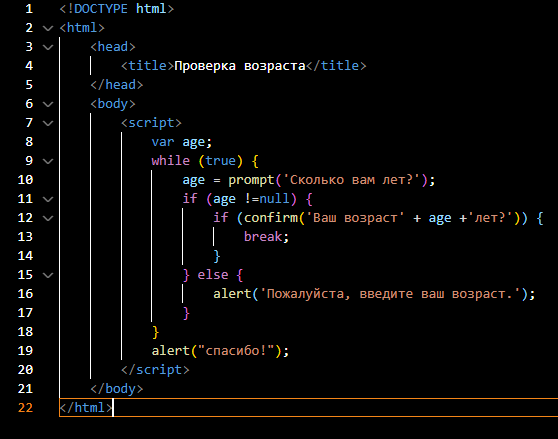 1 <!DOCTYPE html>
2 <html>
3 <head>
4 <title>Проверка возраста</title>
5 </head>
6 <body>
7 <script>
8 var age;
9 while (true) {
10 age = prompt('Сколько вам лет?');
11 if (age !=null) {
12 if (confirm('Ваш возраст' + age +'лет?')) {
13 break;
14 }
15 } else {
16 alert('Пожалуйста, введите ваш возраст.');
17 }
18 }
19 alert("спасибо!");
20 </script>
21 </body>
22 </html>